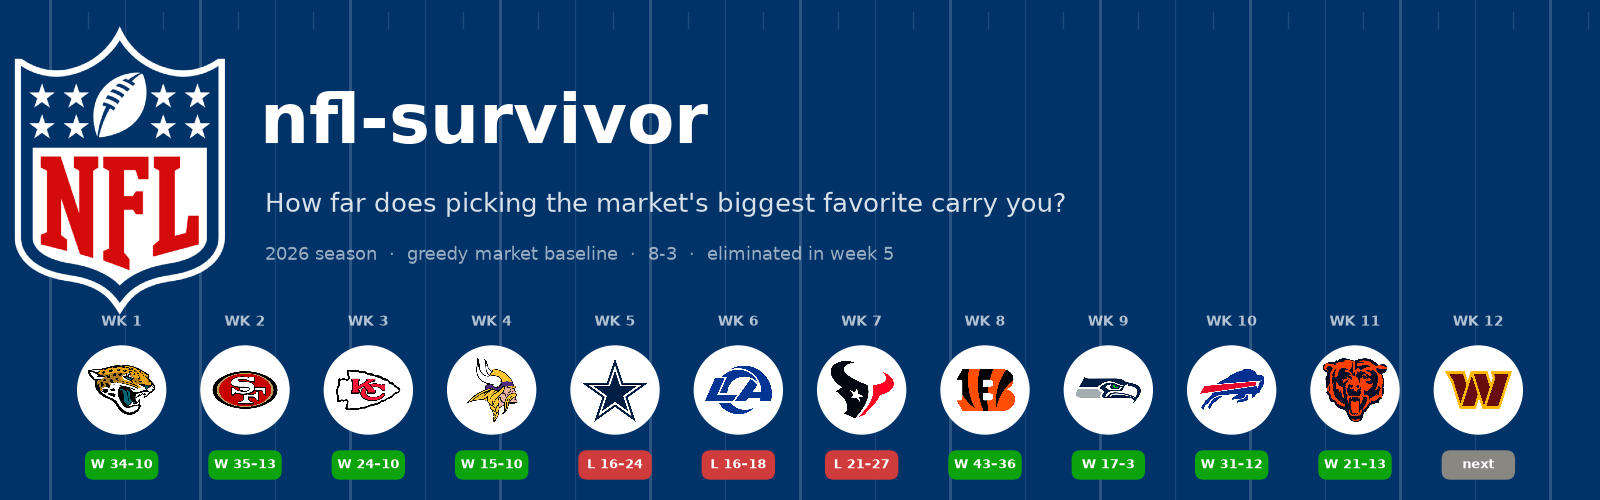 NFL
nfl-survivor
How far does picking the market's biggest favorite carry you?
2026 season · greedy market baseline · 8-3 · eliminated in week 5
WK 1 WK 2 WK 3 WK 4 WK 5 WK 6 WK 7 WK 8 WK 9 WK 10 WK 11 WK 12
SF KC LA B W
W 34–10 W 35–13 W 24–10 W 15–10 L 16–24 L 16–18 L 21–27 W 43–36 W 17–3 W 31–12 W 21–13 next